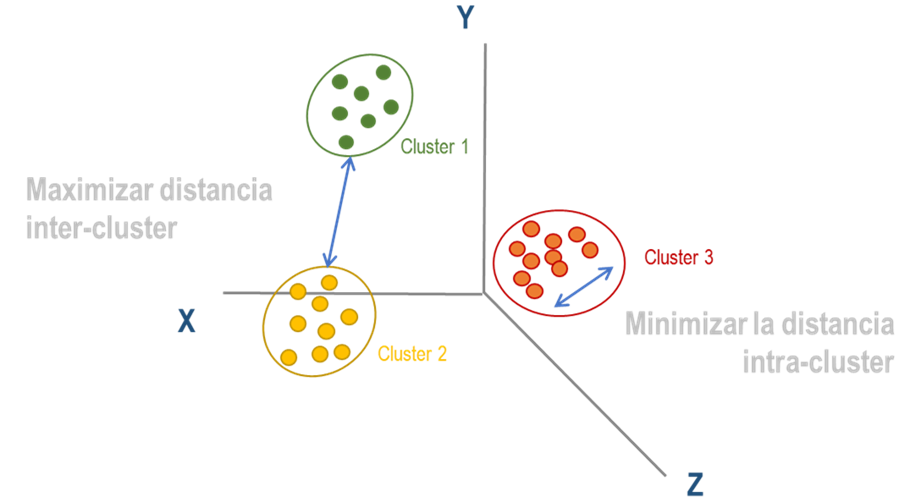 Y
Cluster 1
Maximizar distancia
inter-cluster
Cluster 3
X
Minimizar la distancia
Cluster 2
intra-cluster
Z